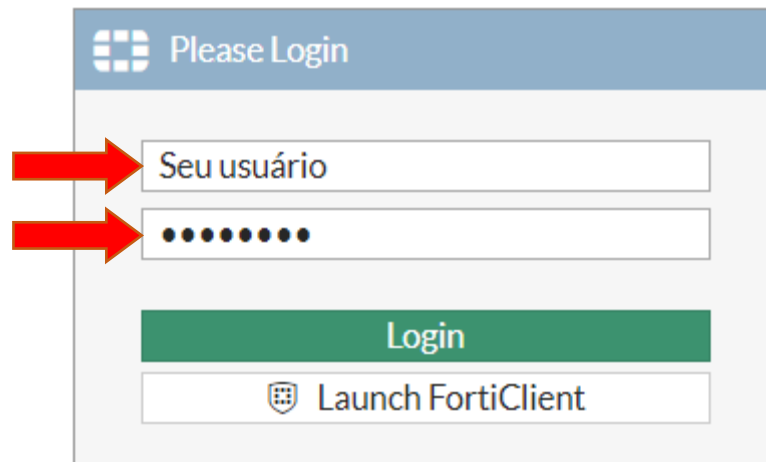 Please Login
Seu usuário
••••••••
Login
Launch FortiClient